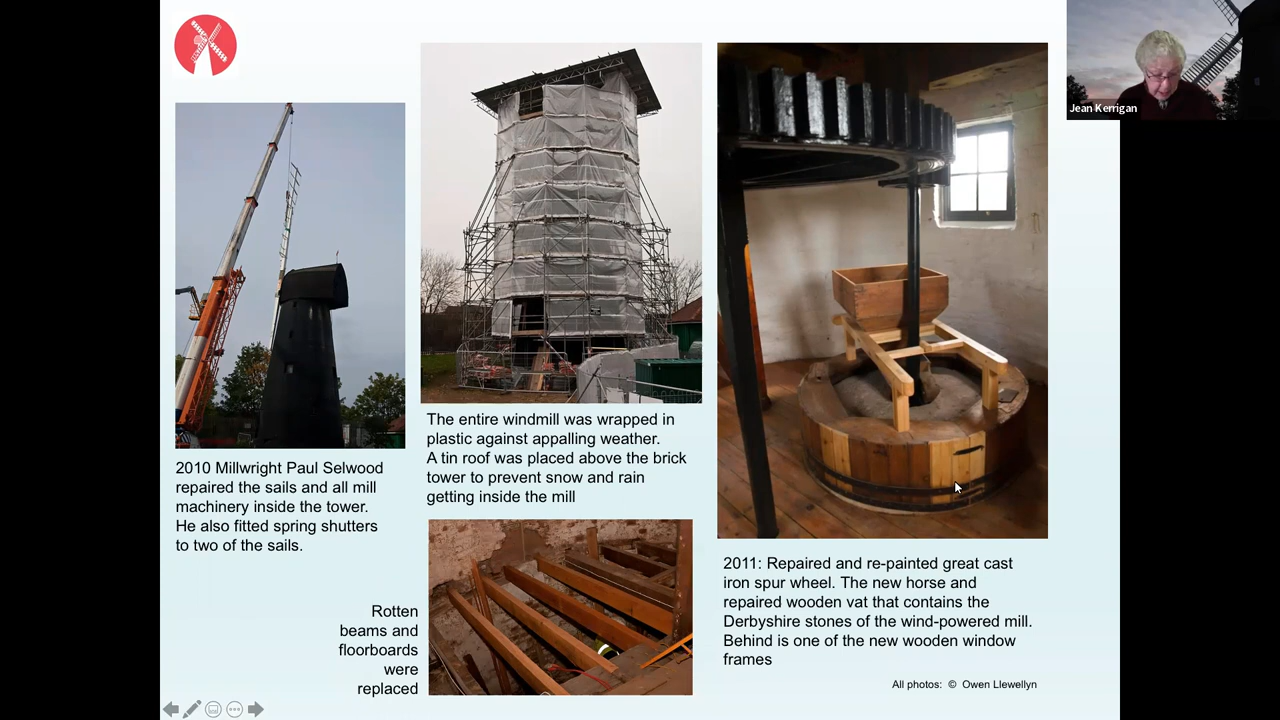 Jean Kerrigan
2010 Millwright Paul Selwood
repaired the sails and all mill
machinery inside the tower.
He also fitted spring shutters
to two of the sails.
The entire windmill was wrapped in
plastic against appalling weather.
A tin roof was placed above the brick
tower to prevent snow and rain
getting inside the mill
Rotten
beams and
floorboards
were
replaced
2011: Repaired and re-painted great cast
iron spur wheel. The new horse and
repaired wooden vat that contains the
Derbyshire stones of the wind-powered mill.
Behind is one of the new wooden window
frames
All photos: © Owen Llewellyn